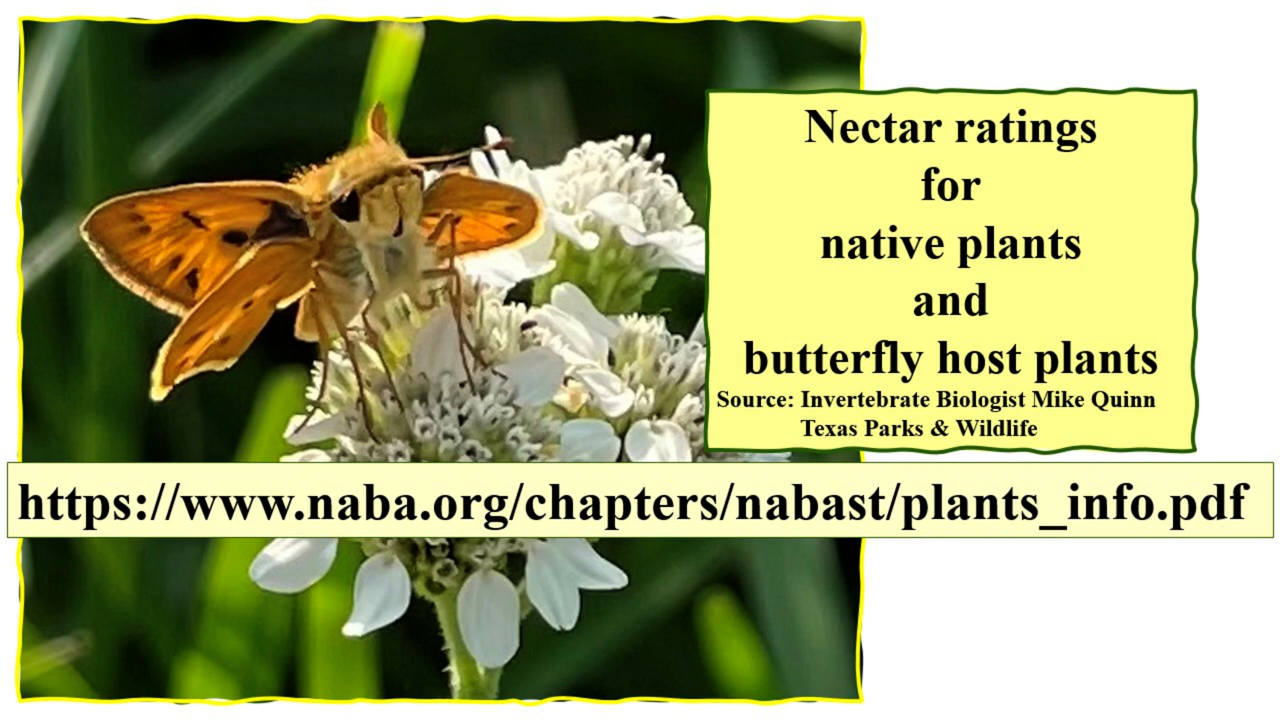 Nectar ratings
for
native plants
and
butterfly host plants
Source: Invertebrate Biologist Mike Quinn
Texas Parks & Wildlife
https://www.naba.org/chapters/nabast/plants_info.pdf